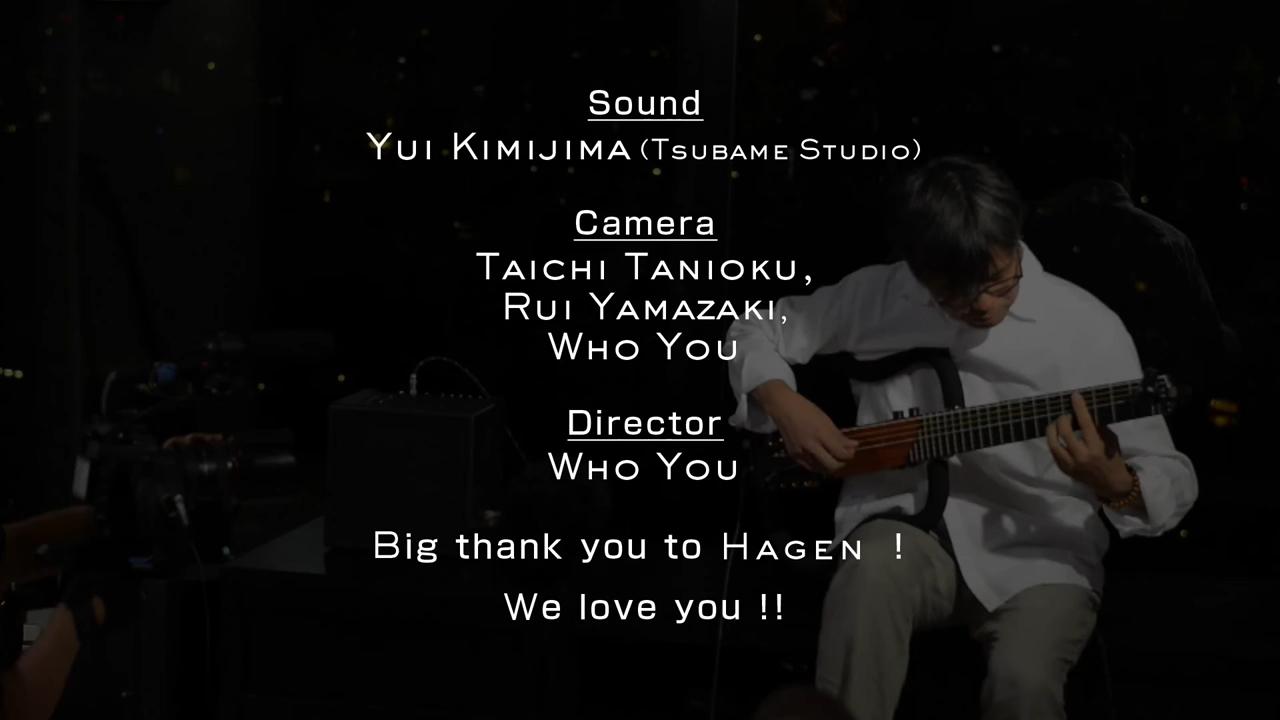 Sound
Yui Kimijima (Tsubame Studio)
Camera
Taichi Tanioku,
Rui Yamazaki,
Who You
Director
Who You
Big thank you to Hagen !
We love you !!